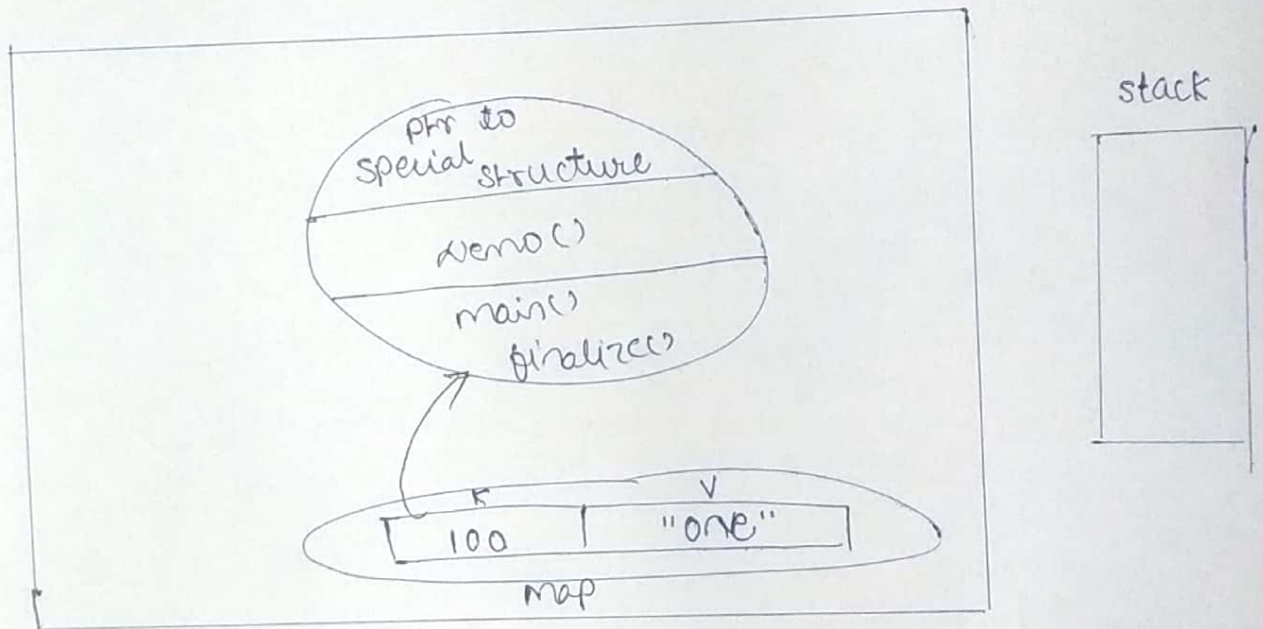 stack
ptr to
special structure
Demo()
main()
finalize()
K V
100 "one"
map